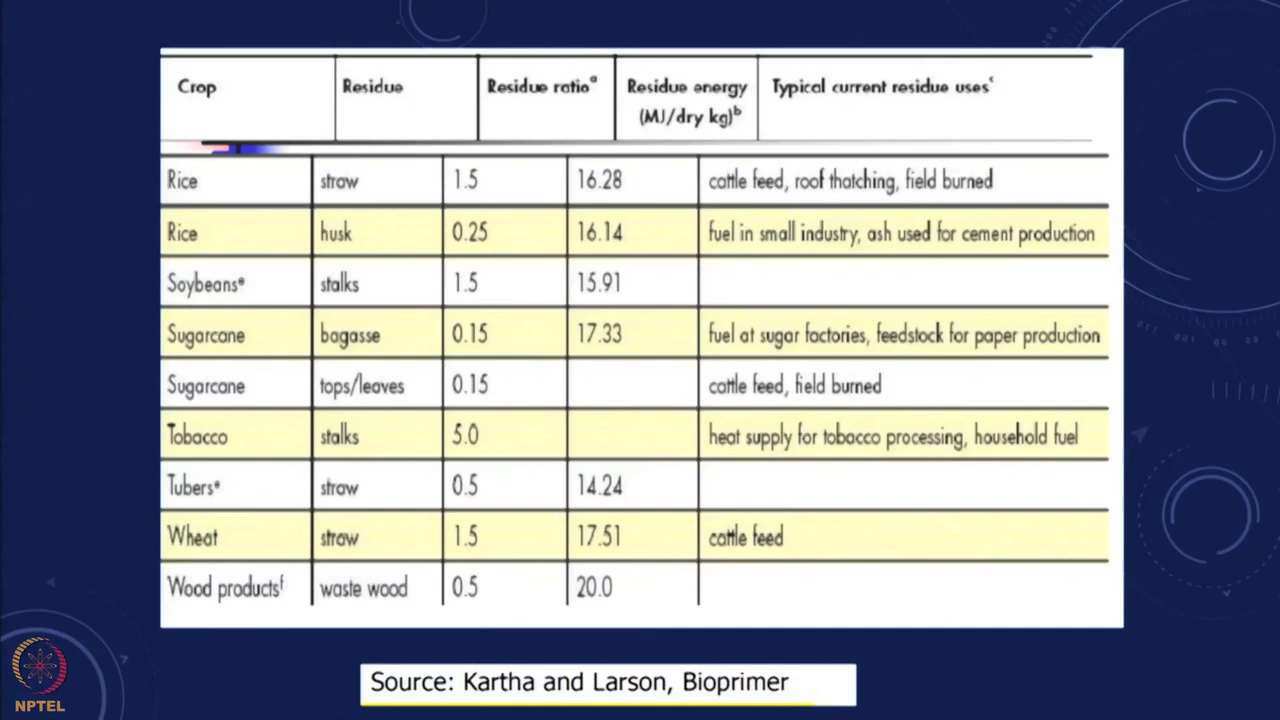 Crop Residue Residue ratioᵃ Residue energy Typical current residue usesᶜ
(MJ/dry kg)ᵇ
Rice straw 1.5 16.28 cattle feed, roof thatching, field burned
Rice husk 0.25 16.14 fuel in small industry, ash used for cement production
Soybeansᵉ stalks 1.5 15.91
Sugarcane bagasse 0.15 17.33 fuel at sugar factories, feedstock for paper production
Sugarcane tops/leaves 0.15 cattle feed, field burned
Tobacco stalks 5.0 heat supply for tobacco processing, household fuel
Tubersᵉ straw 0.5 14.24
Wheat straw 1.5 17.51 cattle feed
Wood productsᶠ waste wood 0.5 20.0
Source: Kartha and Larson, Bioprimer
NPTEL